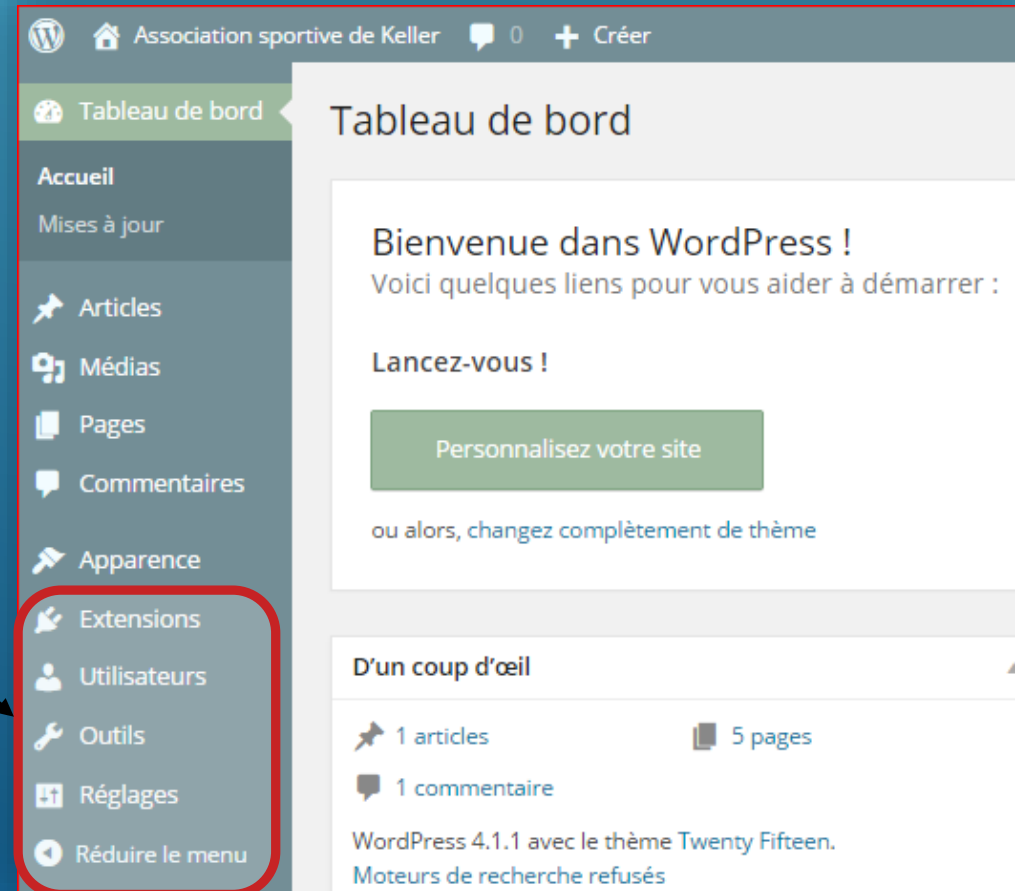 Association sportive de Keller 0 Créer
Tableau de bord
Accueil
Mises à jour
Articles
Médias
Pages
Commentaires
Apparence
Extensions
Utilisateurs
Outils
Réglages
Réduire le menu
Tableau de bord
Bienvenue dans WordPress !
Voici quelques liens pour vous aider à démarrer :
Lancez-vous !
Personnalisez votre site
ou alors, changez complètement de thème
D’un coup d’œil
1 articles 5 pages
1 commentaire
WordPress 4.1.1 avec le thème Twenty Fifteen.
Moteurs de recherche refusés